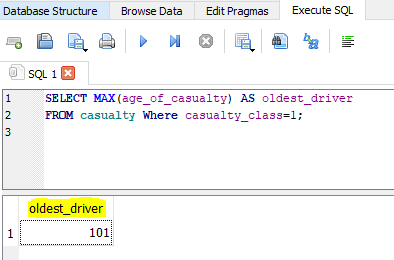 Database Structure Browse Data Edit Pragmas Execute SQL
SQL 1
1 SELECT MAX(age_of_casualty) AS oldest_driver
2 FROM casualty Where casualty_class=1;
3
oldest_driver
1 101